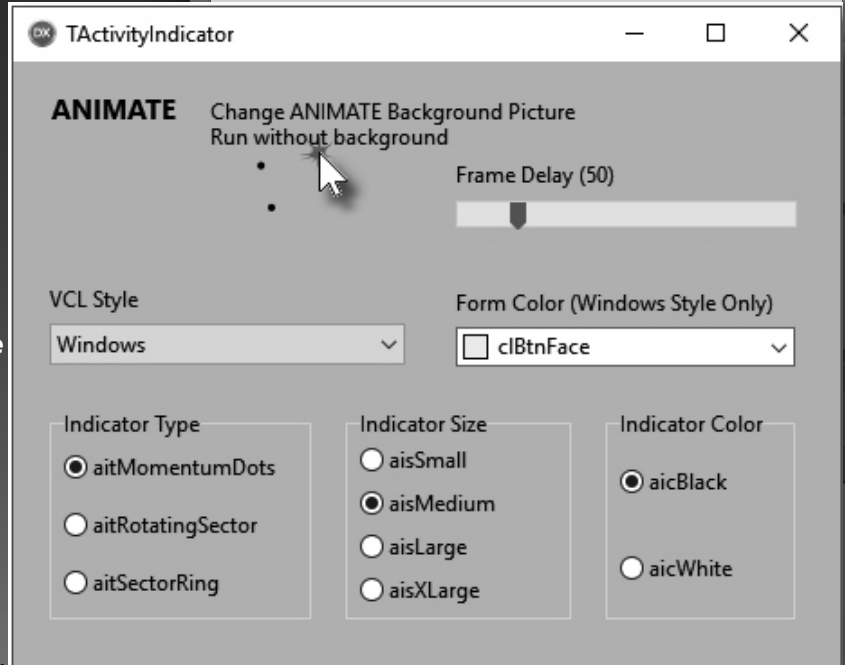 DX TActivityIndicator
ANIMATE
Change ANIMATE Background Picture
Run without background
Frame Delay (50)
VCL Style
Form Color (Windows Style Only)
Windows
clBtnFace
Indicator Type
aitMomentumDots
aitRotatingSector
aitSectorRing
Indicator Size
aisSmall
aisMedium
aisLarge
aisXLarge
Indicator Color
aicBlack
aicWhite